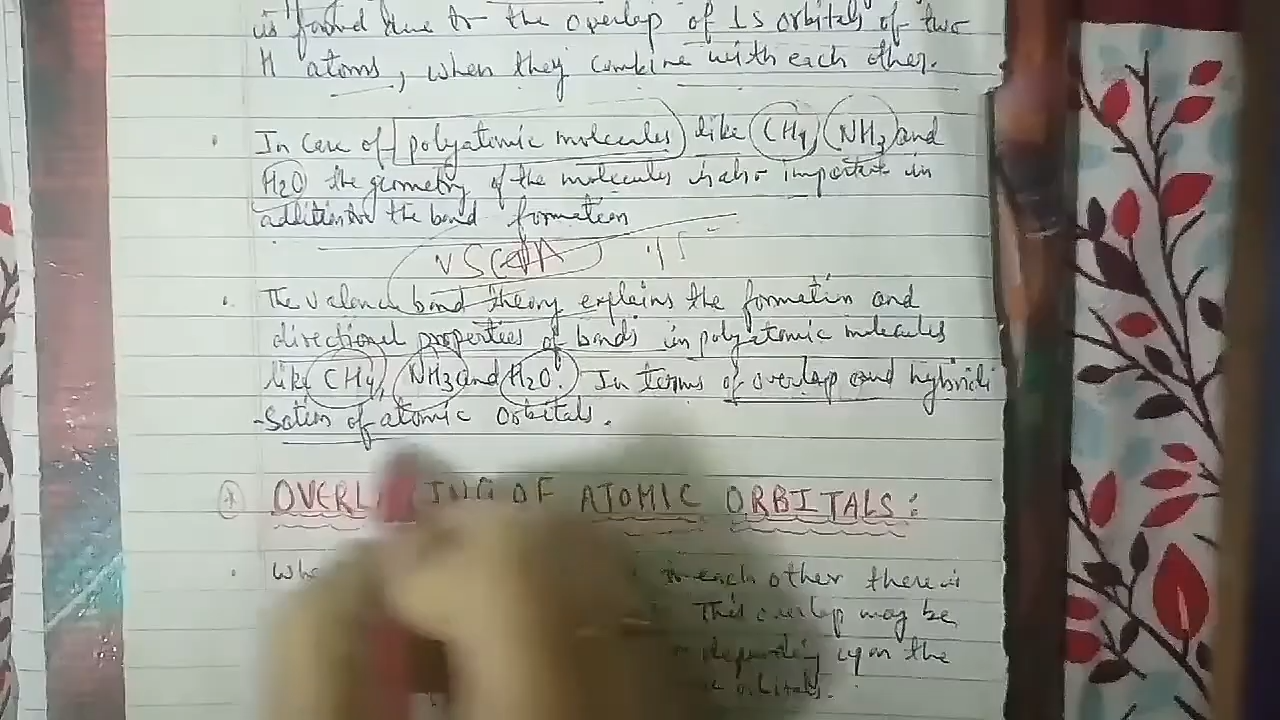 is formed due to the overlap of 1s orbitals of two
H atoms, when they combine with each other.
In Case of polyatomic molecules like CH4, NH3 and
H2O the geometry of the molecules is also important in
addition to the bond formation
The valence bond theory explains the formation and
directional properties of bonds in polyatomic molecules
like CH4, NH3 and H2O. In terms of overlap and hybridi
-sation of atomic orbitals.
OVERL ING OF ATOMIC ORBITALS:
each other there is
This overlap may be
depending upon the
orbitals.